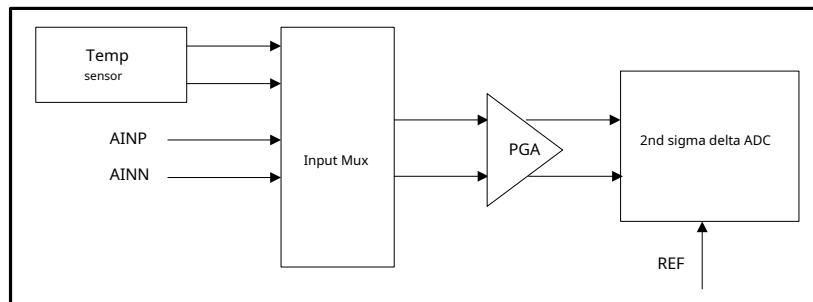 Temp
sensor
AINP
AINN
Input Mux
PGA
2nd sigma delta ADC
REF